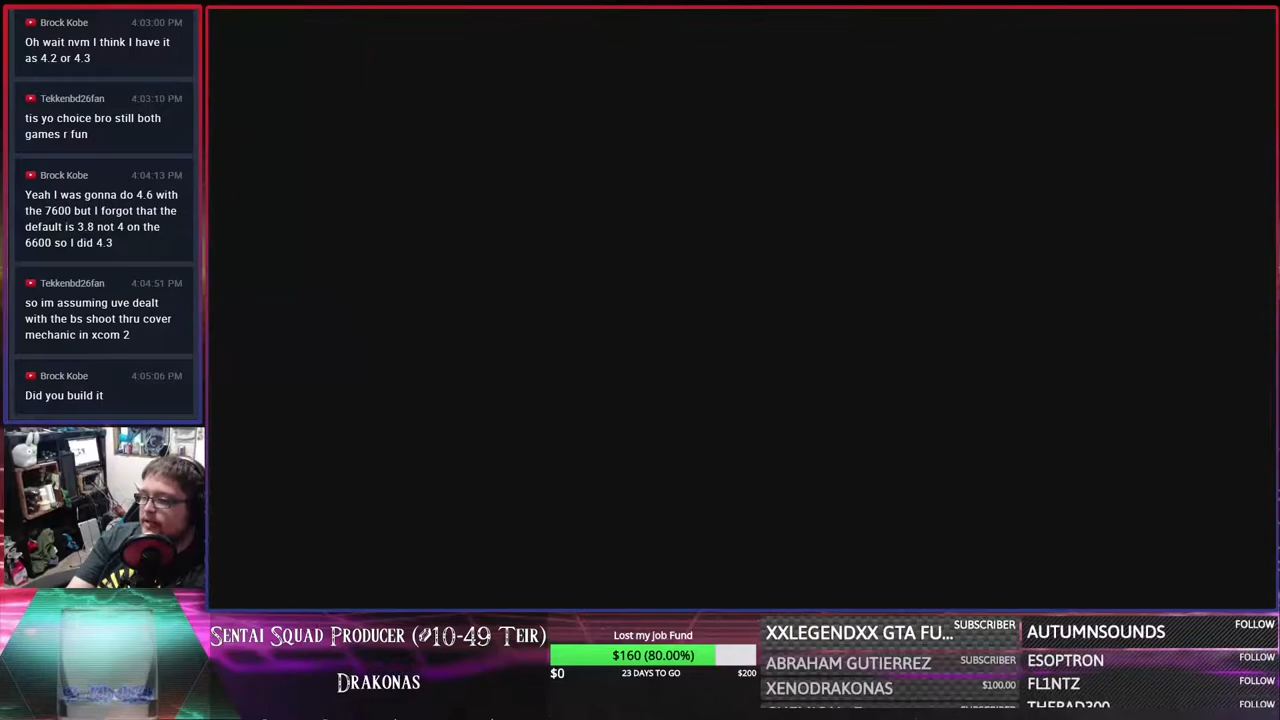 Brock Kobe 4:03:00 PM
Oh wait nvm I think I have it
as 4.2 or 4.3
Tekkenbd26fan 4:03:10 PM
tis yo choice bro still both
games r fun
Brock Kobe 4:04:13 PM
Yeah I was gonna do 4.6 with
the 7600 but I forgot that the
default is 3.8 not 4 on the
6600 so I did 4.3
Tekkenbd26fan 4:04:51 PM
so im assuming uve dealt
with the bs shoot thru cover
mechanic in xcom 2
Brock Kobe 4:05:06 PM
Did you build it
Sentai Squad Producer ($10-49 Teir)
Drakonas
Lost my Job Fund
$160 (80.00%)
$0 23 DAYS TO GO $200
XXLEGENDXX GTA FU... SUBSCRIBER
ABRAHAM GUTIERREZ SUBSCRIBER
XENODRAKONAS $100.00
AUTUMNSOUNDS FOLLOW
ESOPTRON FOLLOW
FL1NTZ FOLLOW
THEBAD300 FOLLOW